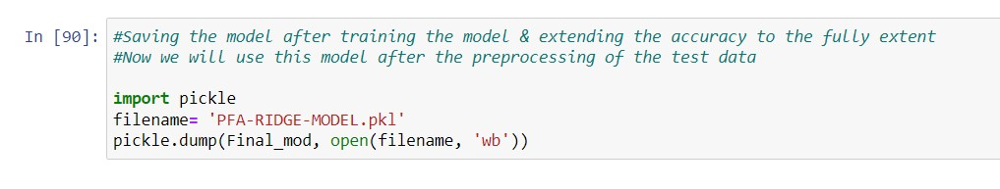 In [90]: #Saving the model after training the model & extending the accuracy to the fully extent
#Now we will use this model after the preprocessing of the test data
import pickle
filename= 'PFA-RIDGE-MODEL.pkl'
pickle.dump(Final_mod, open(filename, 'wb'))